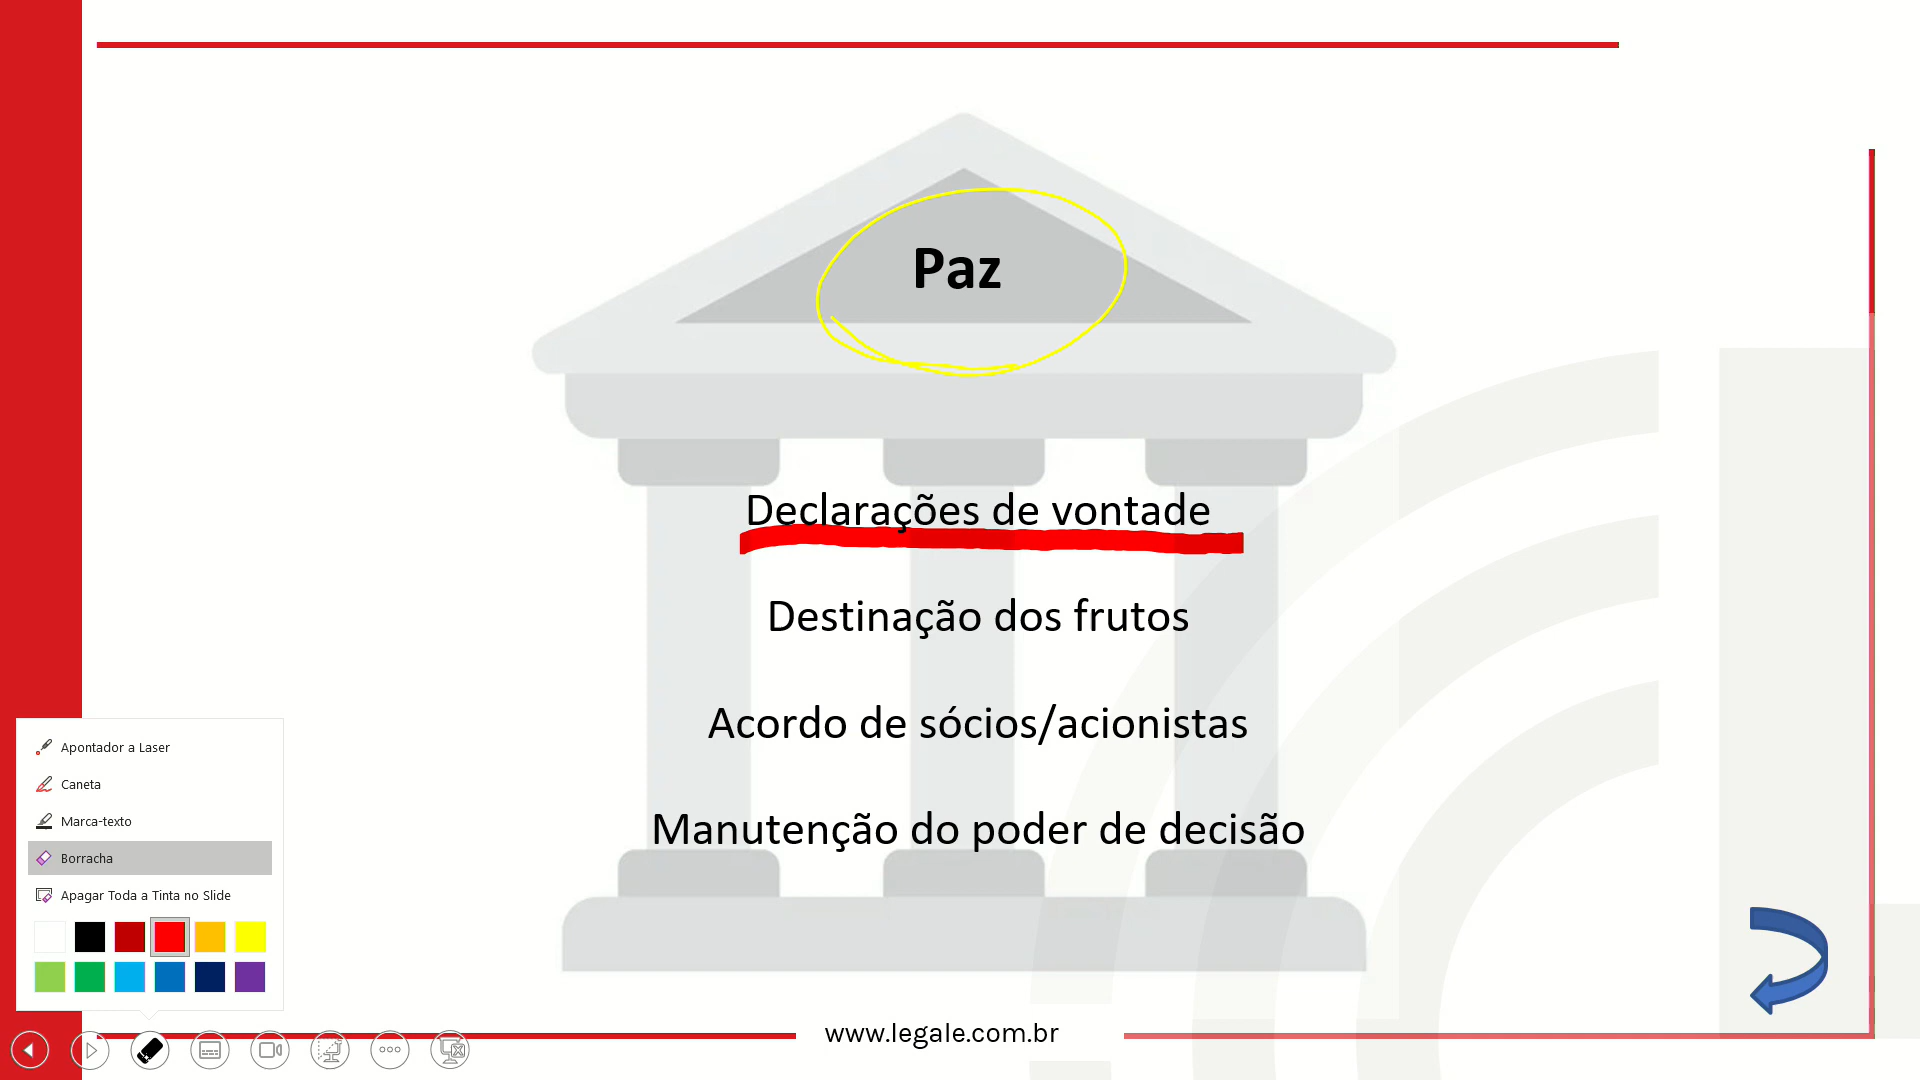 Paz
Declarações de vontade
Destinação dos frutos
Acordo de sócios/acionistas
Manutenção do poder de decisão
Apontador a Laser
Caneta
Marca-texto
Borracha
Apagar Toda a Tinta no Slide
www.legale.com.br